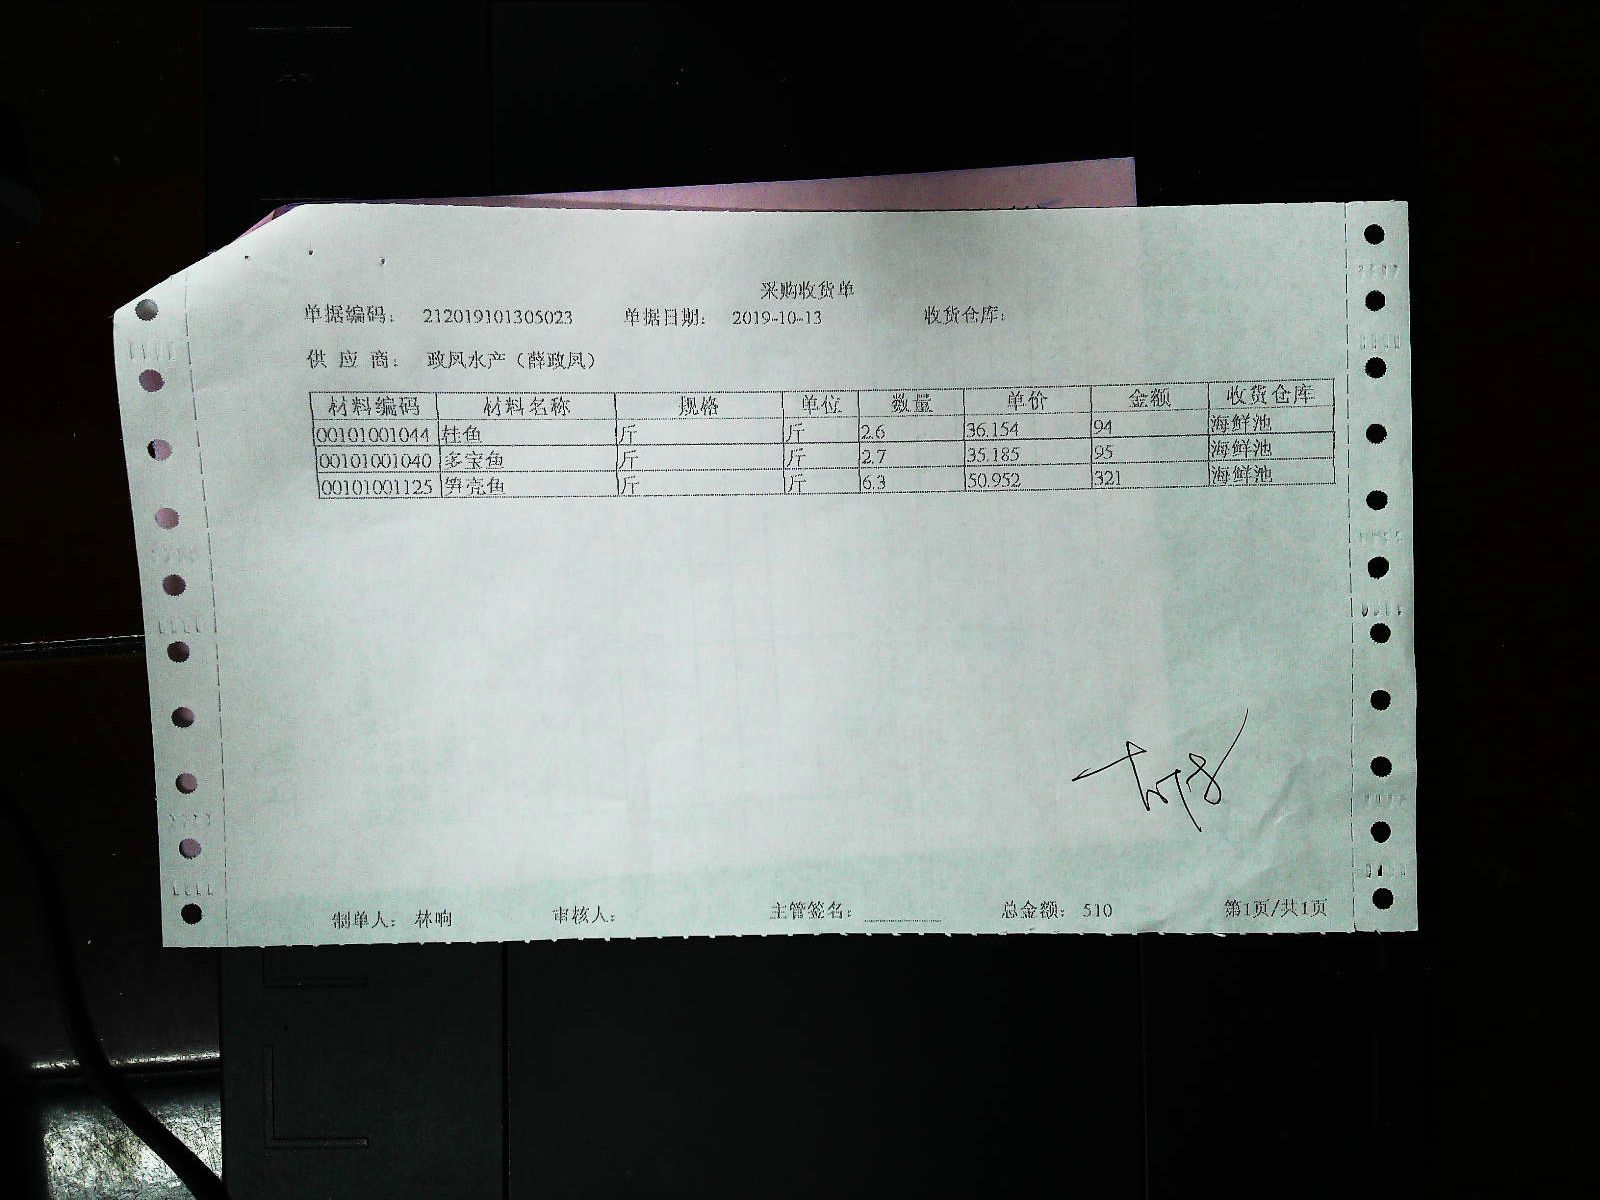 采购收货单
单据编码: 212019101305023 单据日期: 2019-10-13 收货仓库:
供 应 商: 政凤水产（薛政凤）
材料编码 材料名称 规格 单位 数量 单价 金额 收货仓库
00101001044 桂鱼 斤 斤 2.6 36.154 94 海鲜池
00101001040 多宝鱼 斤 斤 2.7 35.185 95 海鲜池
00101001125 笋壳鱼 斤 斤 6.3 50.952 321 海鲜池
制单人: 林响 审核人: 主管签名: 总金额: 510 第1页/共1页